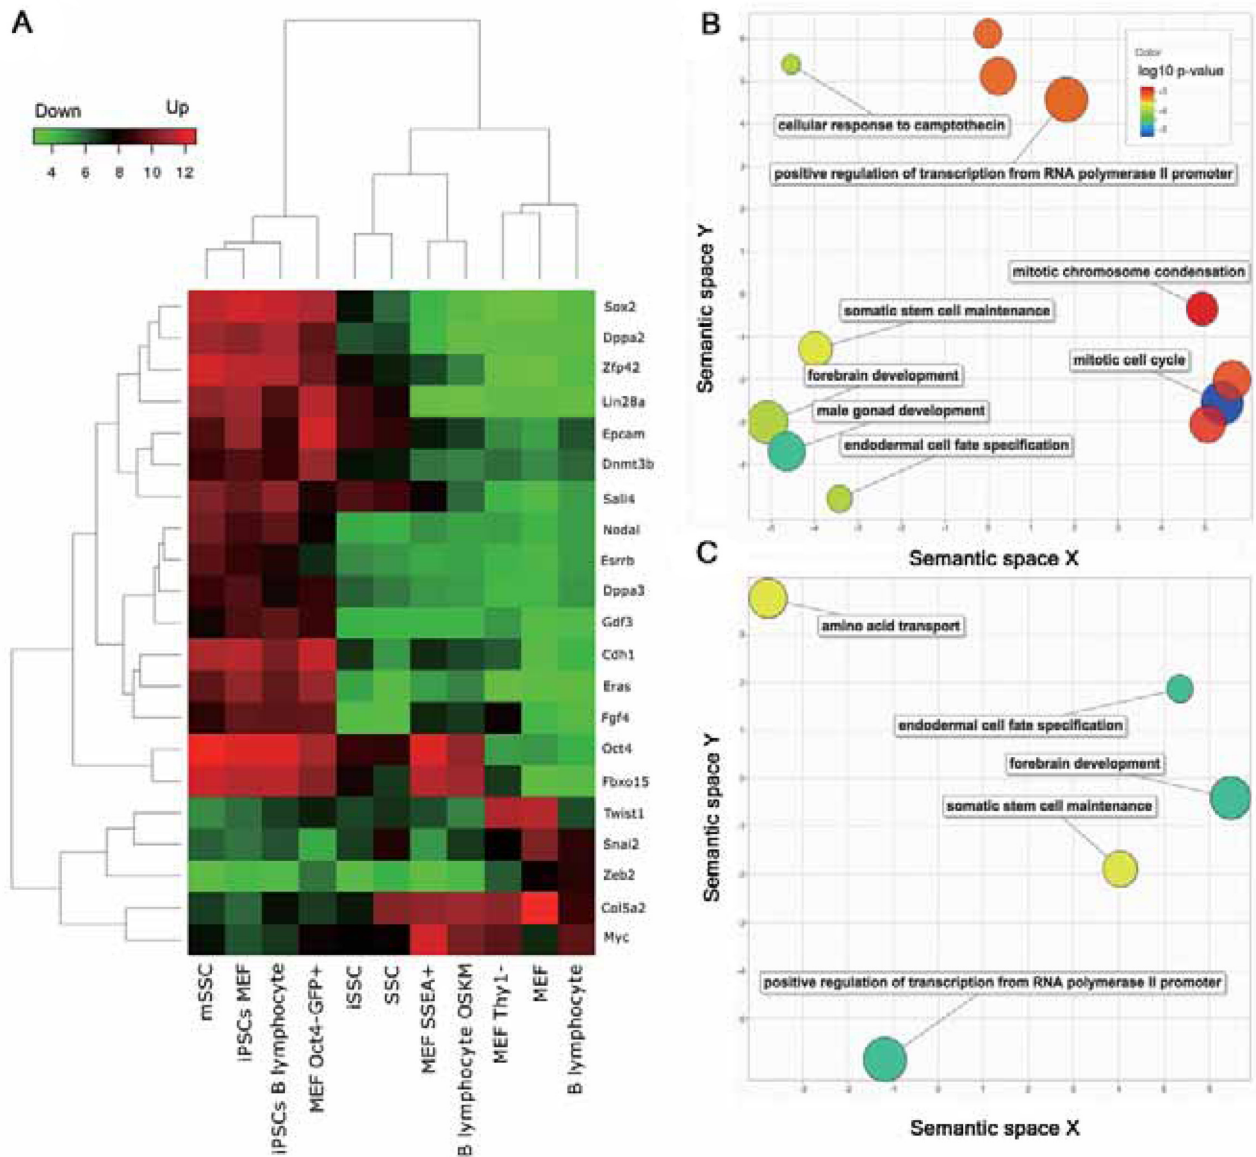 A
Down Up
4 6 8 10 12
Sox2
Dppa2
Zfp42
Lin28a
Epcam
Dnmt3b
Sall4
Nodal
Esrrb
Dppa3
Gdf3
Cdh1
Eras
Fgf4
Oct4
Fbxo15
Twist1
Snai2
Zeb2
Col5a2
Myc
mSSC
iPSCs MEF
iPSCs B lymphocyte
MEF Oct4-GFP+
iSSC
SSC
MEF SSEA+
B lymphocyte OSKM
MEF Thy1-
MEF
B lymphocyte
B
Color
log10 p-value
cellular response to camptothecin
positive regulation of transcription from RNA polymerase II promoter
mitotic chromosome condensation
somatic stem cell maintenance
mitotic cell cycle
forebrain development
male gonad development
endodermal cell fate specification
Semantic space Y
Semantic space X
C
amino acid transport
endodermal cell fate specification
forebrain development
somatic stem cell maintenance
positive regulation of transcription from RNA polymerase II promoter
Semantic space Y
Semantic space X